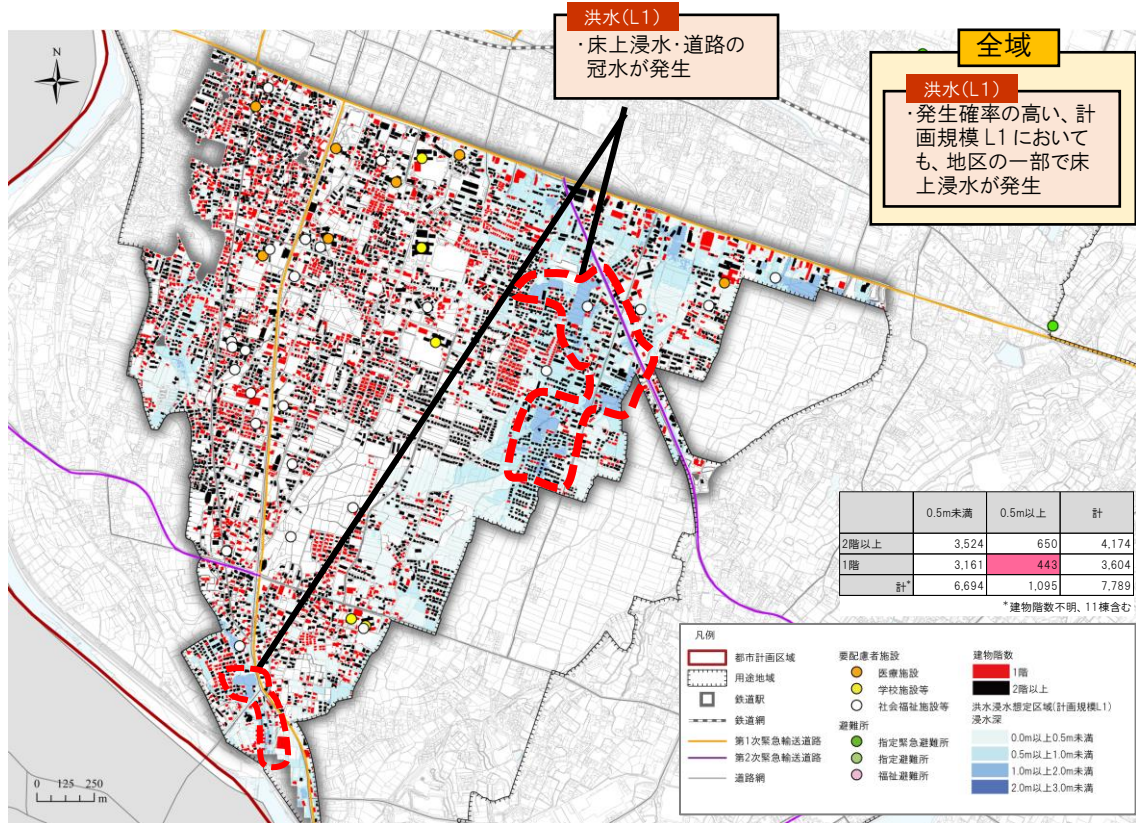 洪水(L1)
・床上浸水・道路の
冠水が発生
全域
洪水(L1)
・発生確率の高い、計
画規模 L1 において
も、地区の一部で床
上浸水が発生
N
0.5m未満 0.5m以上 計
2階以上 3,524 650 4,174
1階 3,161 443 3,604
計* 6,694 1,095 7,789
*建物階数不明、11棟含む
凡例
都市計画区域
用途地域
鉄道駅
鉄道網
第1次緊急輸送道路
第2次緊急輸送道路
道路網
要配慮者施設
医療施設
学校施設等
社会福祉施設等
避難所
指定緊急避難所
指定避難所
福祉避難所
建物階数
1階
2階以上
洪水浸水想定区域(計画規模L1)
浸水深
0.0m以上0.5m未満
0.5m以上1.0m未満
1.0m以上2.0m未満
2.0m以上3.0m未満
0 125 250
m